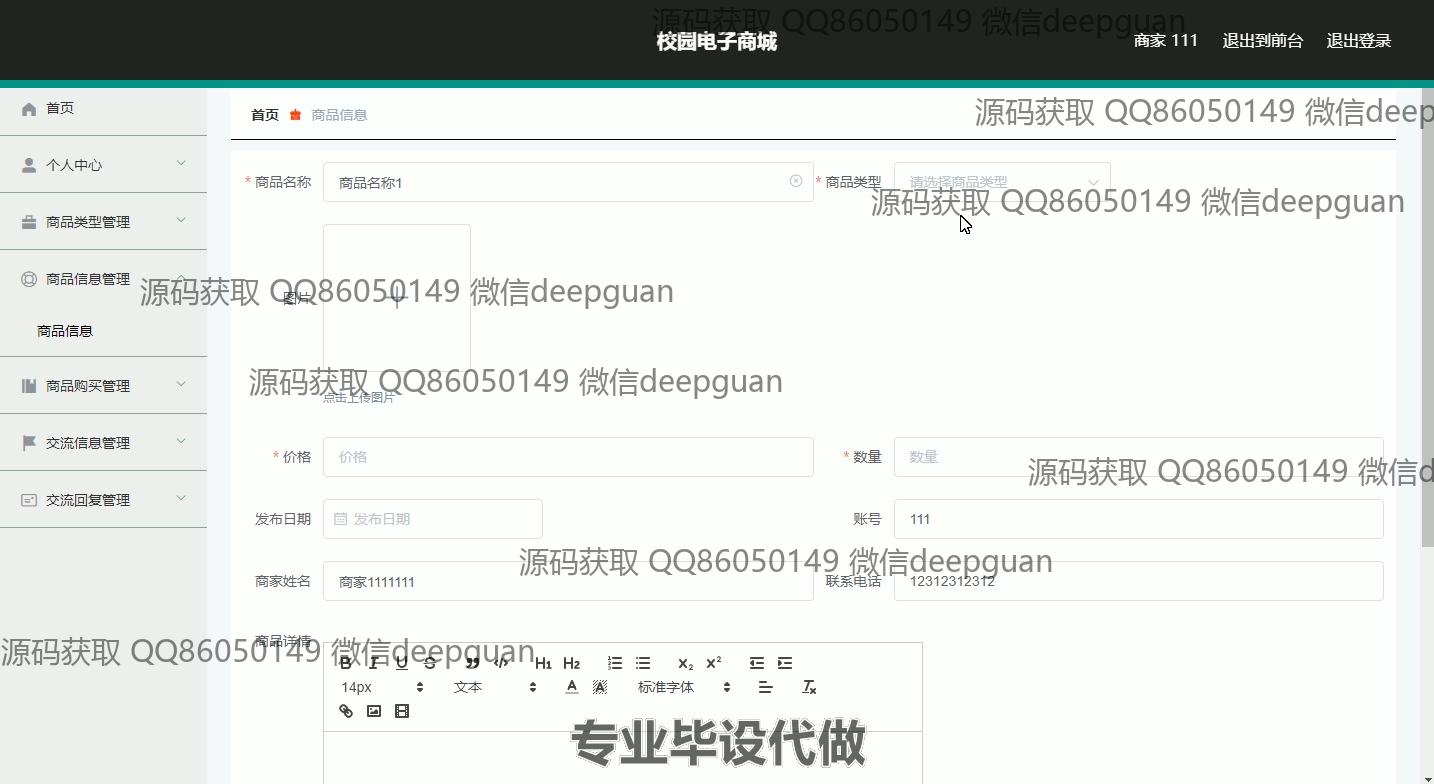 源码获取 QQ86050149 微信deepguan
校园电子商城
商家 111 退出到前台 退出登录
首页
首页 商品信息
源码获取 QQ86050149 微信deep
个人中心
* 商品名称 商品名称1
* 商品类型 请选择商品类型
源码获取 QQ86050149 微信deepguan
商品类型管理
商品信息管理
图片
源码获取 QQ86050149 微信deepguan
商品信息
商品购买管理
源码获取 QQ86050149 微信deepguan
点击上传图片
交流信息管理
* 价格 价格
* 数量 数量
源码获取 QQ86050149 微信d
交流回复管理
发布日期 发布日期
账号 111
源码获取 QQ86050149 微信deepguan
商家姓名 商家1111111
联系电话 12312312312
商品详情
源码获取 QQ86050149 微信deepguan
B I U S H1 H2 X2 X2
14px 文本 A A 标准字体 Tx
专业毕设代做